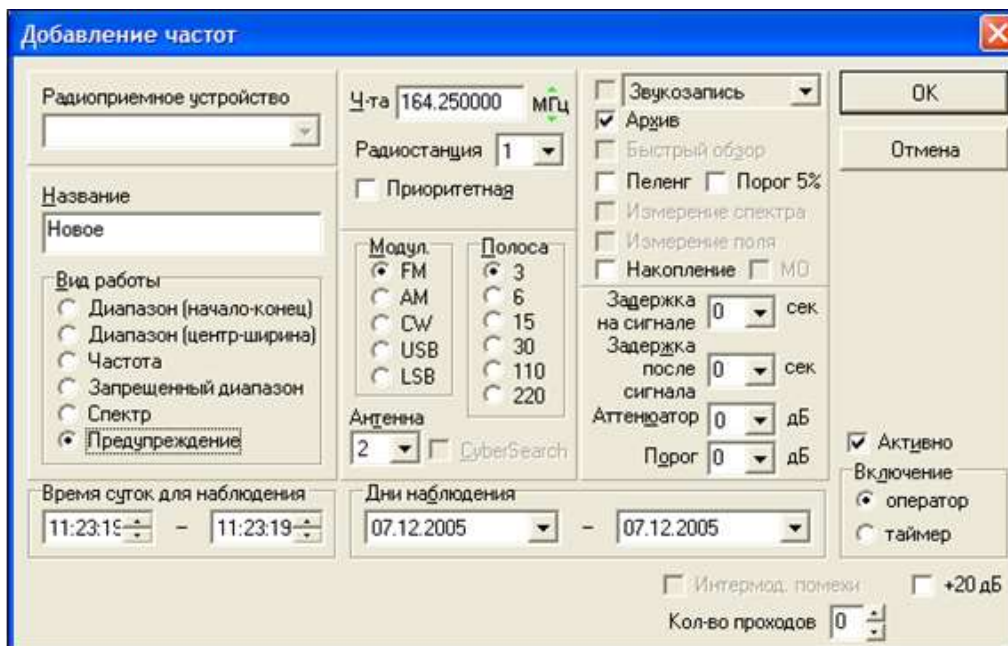 Добавление частот
Радиоприемное устройство
Название
Новое
Вид работы
Диапазон (начало-конец)
Диапазон (центр-ширина)
Частота
Запрещенный диапазон
Спектр
Предупреждение
Ч-та 164.250000 МГц
Радиостанция 1
Приоритетная
Модул.
FM
AM
CW
USB
LSB
Полоса
3
6
15
30
110
220
Антенна
2 CyberSearch
Звукозапись
Архив
Быстрый обзор
Пеленг Порог 5%
Измерение спектра
Измерение поля
Накопление МО
Задержка
на сигнале 0 сек
Задержка
после
сигнала 0 сек
Аттенюатор 0 дБ
Порог 0 дБ
OK
Отмена
Активно
Включение
оператор
таймер
Время суток для наблюдения
11:23:19 – 11:23:19
Дни наблюдения
07.12.2005 – 07.12.2005
Интермод. помехи +20 дБ
Кол-во проходов 0